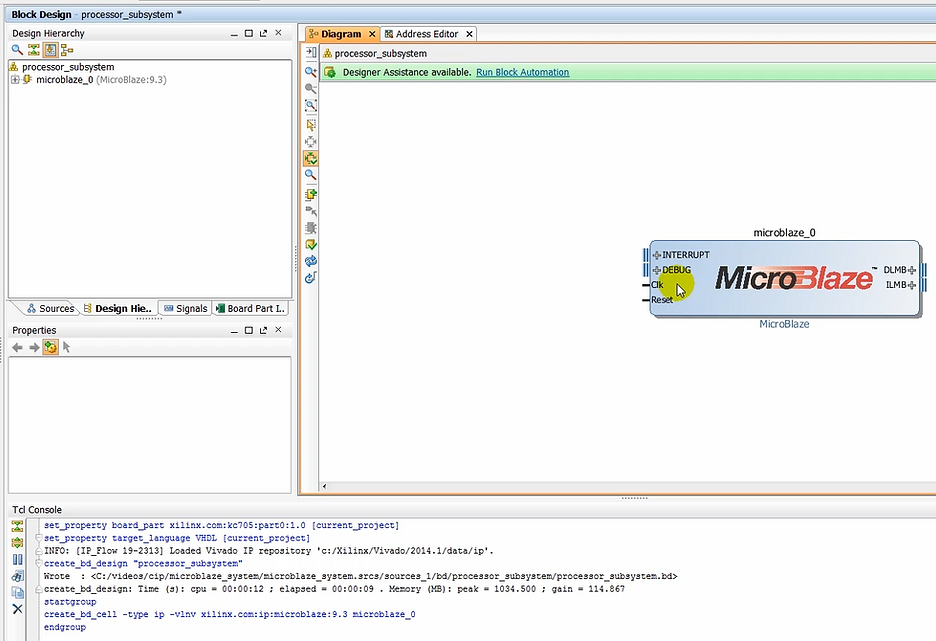 Block Design - processor_subsystem *
Design Hierarchy
processor_subsystem
microblaze_0 (MicroBlaze:9.3)
Sources
Design Hie..
Signals
Board Part I..
Properties
Diagram
Address Editor
processor_subsystem
Designer Assistance available. Run Block Automation
microblaze_0
INTERRUPT
DEBUG
Clk
Reset
MicroBlaze™
DLMB
ILMB
MicroBlaze
Tcl Console
set_property board_part xilinx.com:kc705:part0:1.0 [current_project]
set_property target_language VHDL [current_project]
INFO: [IP_Flow 19-2313] Loaded Vivado IP repository 'c:/Xilinx/Vivado/2014.1/data/ip'.
create_bd_design "processor_subsystem"
Wrote  : <C:/videos/cip/microblaze_system/microblaze_system.srcs/sources_1/bd/processor_subsystem/processor_subsystem.bd>
create_bd_design: Time (s): cpu = 00:00:12 ; elapsed = 00:00:09 . Memory (MB): peak = 1034.500 ; gain = 114.867
startgroup
create_bd_cell -type ip -vlnv xilinx.com:ip:microblaze:9.3 microblaze_0
endgroup